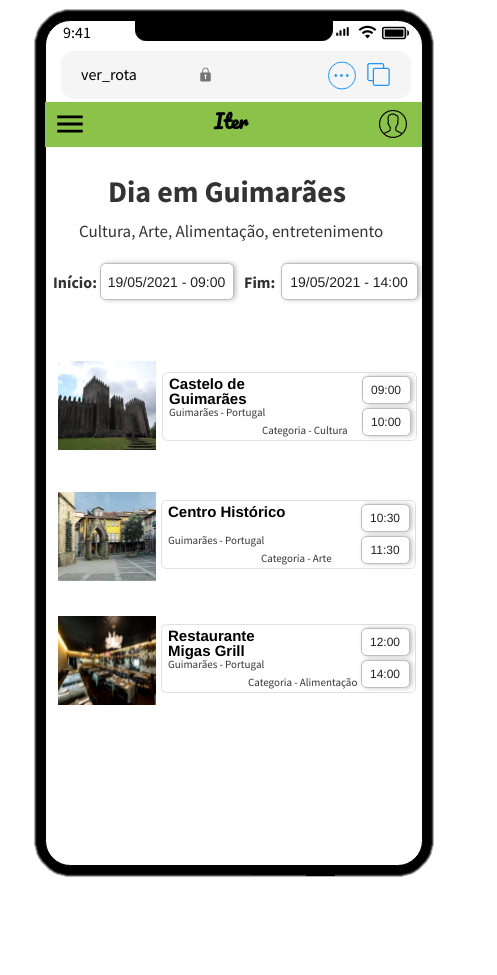 9:41
ver_rota
Iter
Dia em Guimarães
Cultura, Arte, Alimentação, entretenimento
Início: 19/05/2021 - 09:00 Fim: 19/05/2021 - 14:00
Castelo de
Guimarães
Guimarães - Portugal
Categoria - Cultura
09:00
10:00
Centro Histórico
Guimarães - Portugal
Categoria - Arte
10:30
11:30
Restaurante
Migas Grill
Guimarães - Portugal
Categoria - Alimentação
12:00
14:00